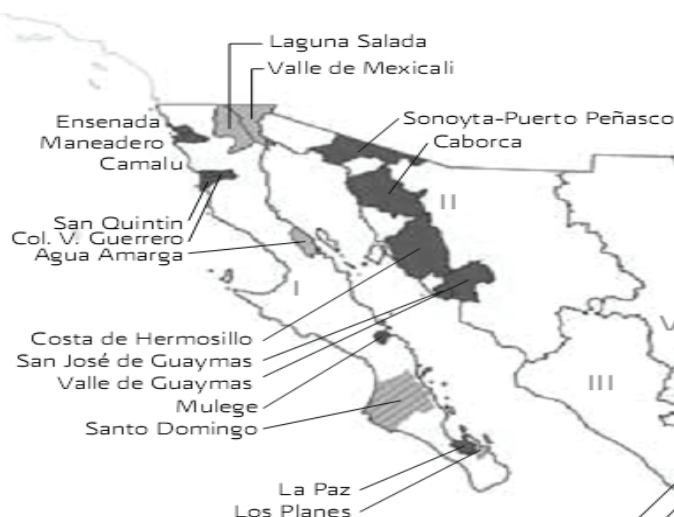 Laguna Salada
Valle de Mexicali
Ensenada
Maneadero
Camalu
Sonoyta-Puerto Peñasco
Caborca
II
San Quintin
Col. V. Guerrero
Agua Amarga
I
Costa de Hermosillo
San José de Guaymas
Valle de Guaymas
Mulege
Santo Domingo
III
La Paz
Los Planes